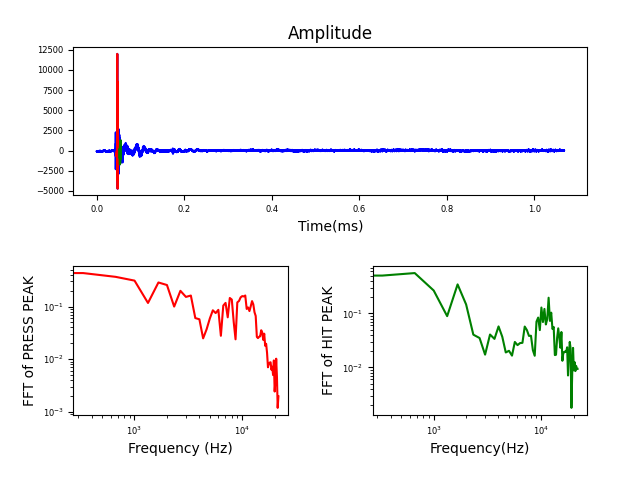 Amplitude
12500
10000
7500
5000
2500
0
−2500
−5000
0.0 0.2 0.4 0.6 0.8 1.0
Time(ms)
FFT of PRESS PEAK
10⁻¹
10⁻²
10⁻³
10³ 10⁴
Frequency (Hz)
FFT of HIT PEAK
10⁻¹
10⁻²
10³ 10⁴
Frequency(Hz)